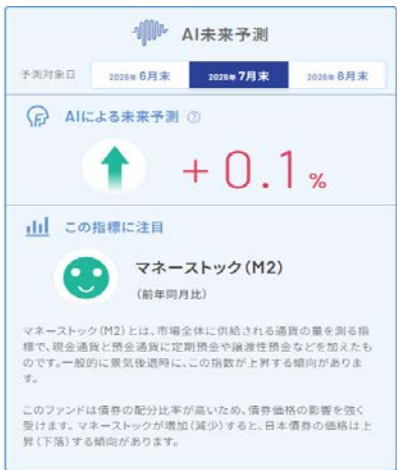 AI未来予測
予測対象日 2026年 6月末 2026年 7月末 2026年 8月末
AIによる未来予測 ?
+0.1%
この指標に注目
マネーストック(M2)
(前年同月比)
マネーストック(M2)とは、市場全体に供給される通貨の量を測る指
標で、現金通貨と預金通貨に定期預金や譲渡性預金などを加えたも
のです。一般的に景気後退時に、この指数が上昇する傾向がありま
す。
このファンドは債券の配分比率が高いため、債券価格の影響を強く
受けます。マネーストックが増加(減少)すると、日本債券の価格は上
昇(下落)する傾向があります。